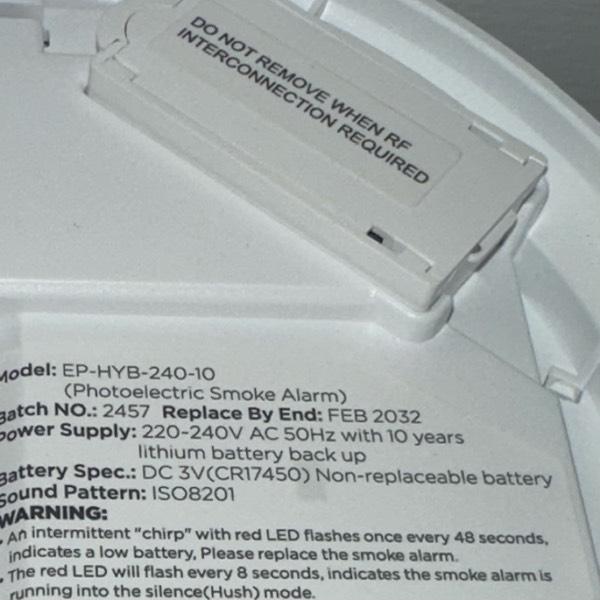 DO NOT REMOVE WHEN RF
INTERCONNECTION REQUIRED
Model: EP-HYB-240-10
(Photoelectric Smoke Alarm)
Batch NO.: 2457 Replace By End: FEB 2032
Power Supply: 220-240V AC 50Hz with 10 years
lithium battery back up
Battery Spec.: DC 3V(CR17450) Non-replaceable battery
Sound Pattern: ISO8201
WARNING:
. An intermittent "chirp" with red LED flashes once every 48 seconds,
indicates a low battery, Please replace the smoke alarm.
. The red LED will flash every 8 seconds, indicates the smoke alarm is
running into the silence(Hush) mode.